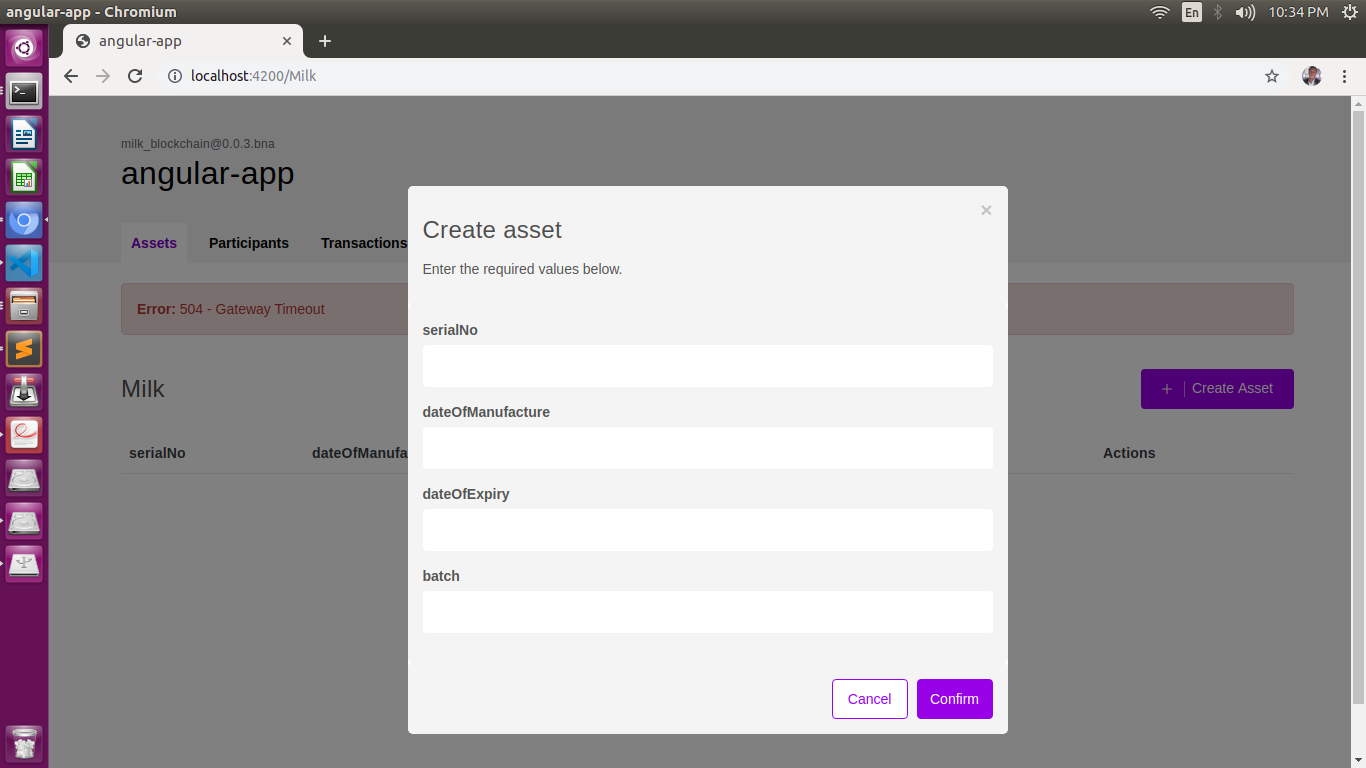 angular-app - Chromium
En
10:34 PM
angular-app
localhost:4200/Milk
milk_blockchain@0.0.3.bna
angular-app
Assets Participants Transactions
Error: 504 - Gateway Timeout
Milk
+ Create Asset
serialNo dateOfManufa Actions
×
Create asset
Enter the required values below.
serialNo
dateOfManufacture
dateOfExpiry
batch
Cancel Confirm